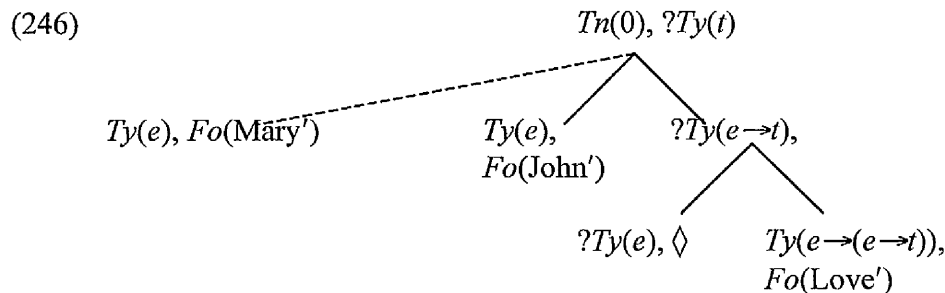 (246)
Tn(0), ?Ty(t)
Ty(e), Fo(Mary′)
Ty(e),
Fo(John′)
?Ty(e→t),
?Ty(e), ◊
Ty(e→(e→t)),
Fo(Love′)